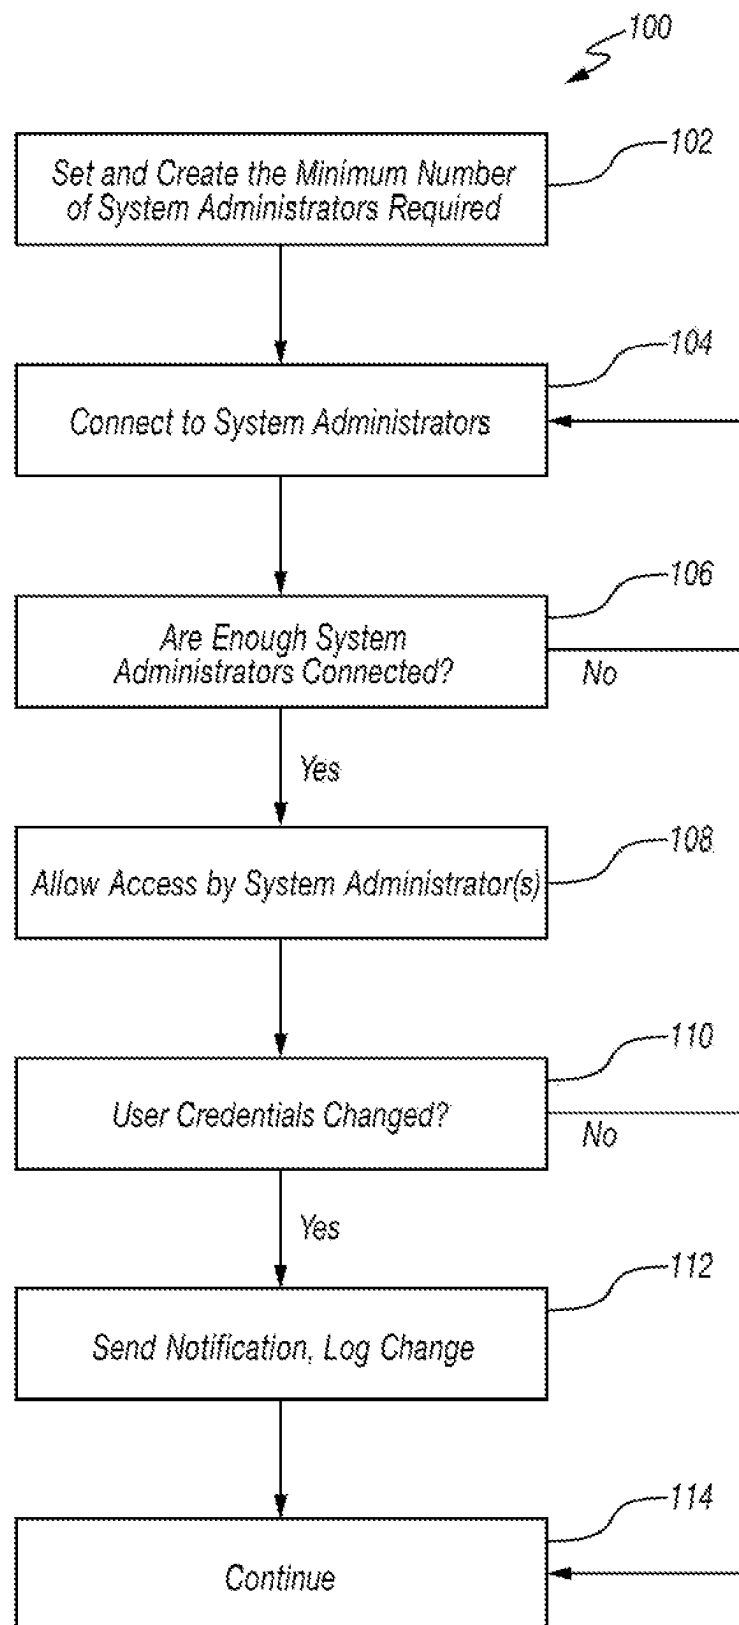 100
102
Set and Create the Minimum Number
of System Administrators Required
104
Connect to System Administrators
106
Are Enough System
Administrators Connected?
No
Yes
108
Allow Access by System Administrator(s)
110
User Credentials Changed?
No
Yes
112
Send Notification, Log Change
114
Continue